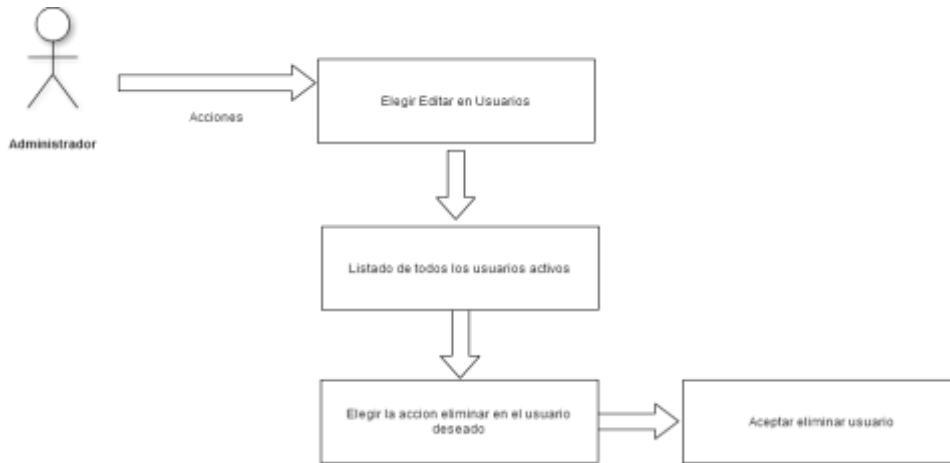 Elegir Editar en Usuarios
Acciones
Administrador
Listado de todos los usuarios activos
Elegir la accion eliminar en el usuario
deseado
Aceptar eliminar usuario